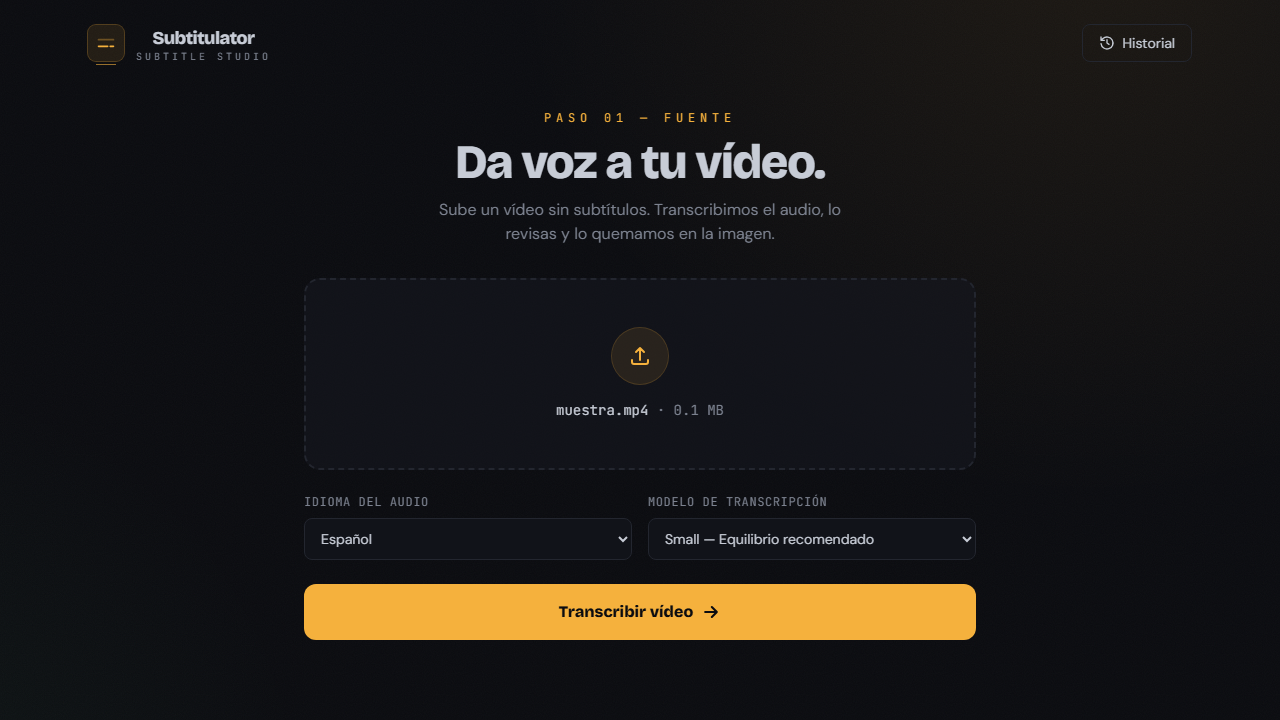 Subtitulator
SUBTITLE STUDIO
Historial
PASO 01 — FUENTE
Da voz a tu vídeo.
Sube un vídeo sin subtítulos. Transcribimos el audio, lo
revisas y lo quemamos en la imagen.
muestra.mp4 · 0.1 MB
IDIOMA DEL AUDIO
MODELO DE TRANSCRIPCIÓN
Español
Small — Equilibrio recomendado
Transcribir vídeo →